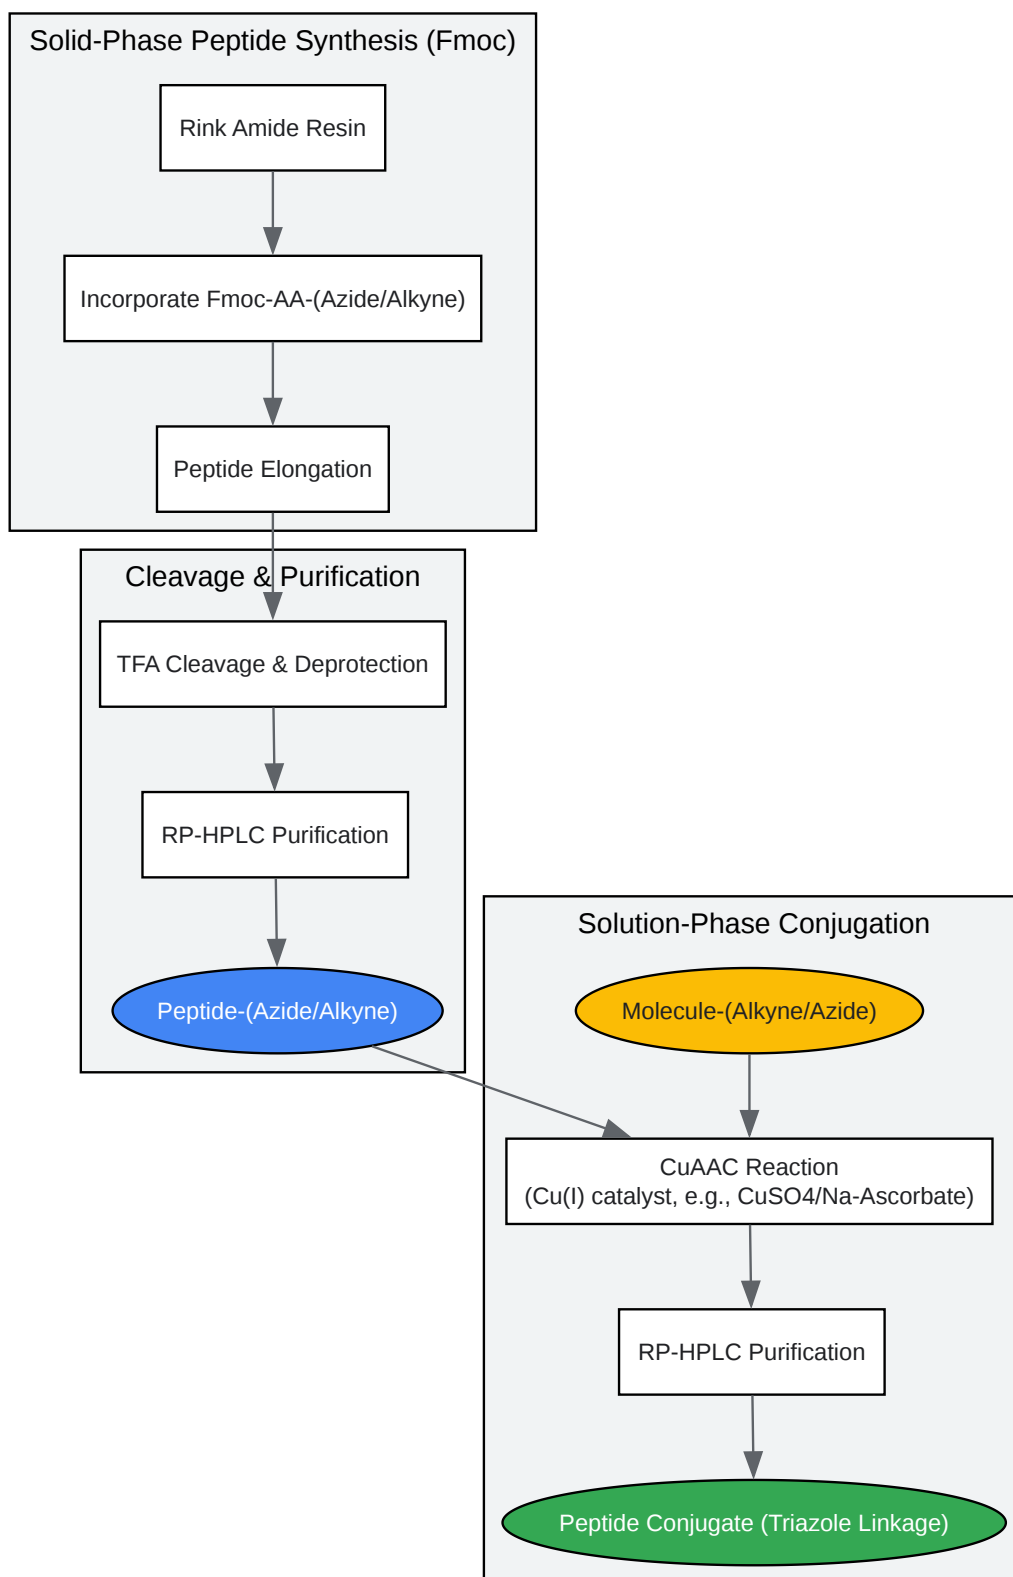 Solid-Phase Peptide Synthesis (Fmoc)
Rink Amide Resin
Incorporate Fmoc-AA-(Azide/Alkyne)
Peptide Elongation
Cleavage & Purification
TFA Cleavage & Deprotection
RP-HPLC Purification
Peptide-(Azide/Alkyne)
Solution-Phase Conjugation
Molecule-(Alkyne/Azide)
CuAAC Reaction
(Cu(I) catalyst, e.g., CuSO4/Na-Ascorbate)
RP-HPLC Purification
Peptide Conjugate (Triazole Linkage)